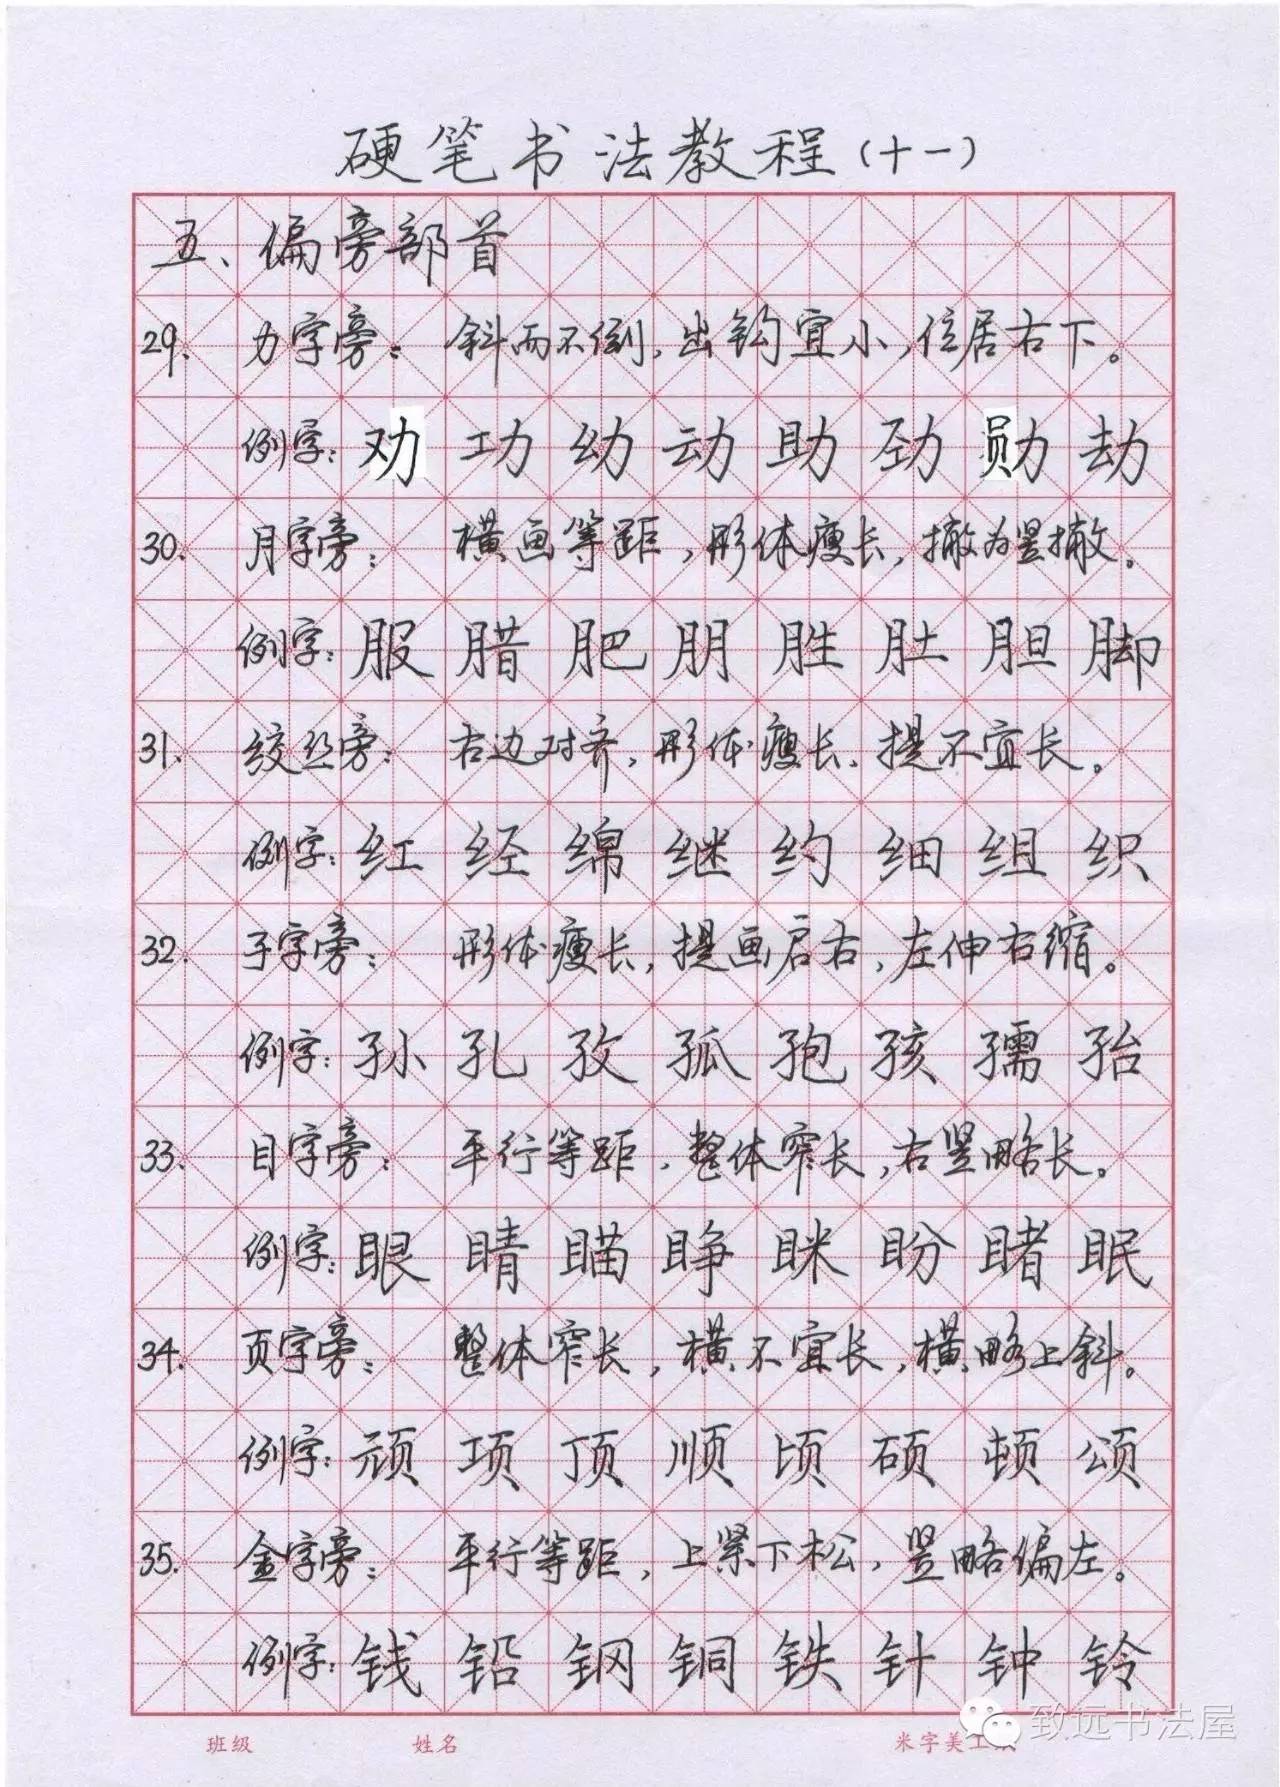 硬笔书法教程(十一)
五、偏旁部首
29. 力字旁: 斜而不倒,出钩宜小,位居右下。
例字: 劝 功 幼 动 助 劲 勋 劫
30. 月字旁: 横画等距,形体瘦长,撇为竖撇。
例字: 服 腊 肥 朋 胜 肚 胆 脚
31. 绞丝旁: 右边对齐,形体瘦长,提不宜长。
例字: 红 经 绵 继 约 细 组 织
32. 子字旁: 形体瘦长,提画启右,左伸右缩。
例字: 孙 孔 孜 孤 孢 孩 孺 孡
33. 目字旁: 平行等距,整体窄长,右竖略长。
例字: 眼 睛 瞄 睁 眯 盼 睹 眠
34. 页字旁: 整体窄长,横不宜长,横略上斜。
例字: 顽 项 顶 顺 顷 硕 顿 颂
35. 金字旁: 平行等距,上紧下松,竖略偏左。
例字: 钱 铅 钢 铜 铁 针 钟 铃
班级 姓名 米字美工纸
致远书法屋